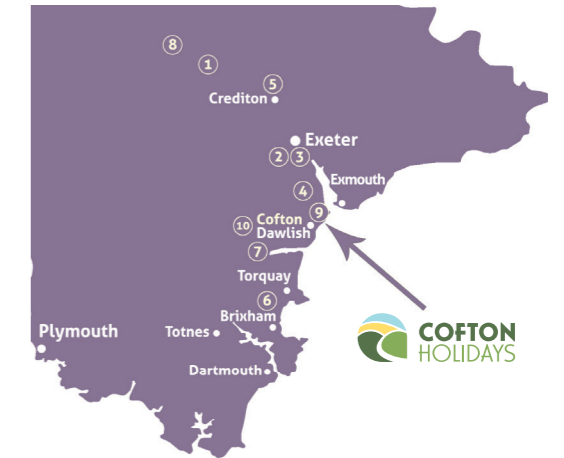 8
1
5
Crediton
Exeter
2 3
Exmouth
4
9
10
Cofton
Dawlish
7
Torquay
6
Brixham
Plymouth
Totnes
Dartmouth
COFTON
HOLIDAYS